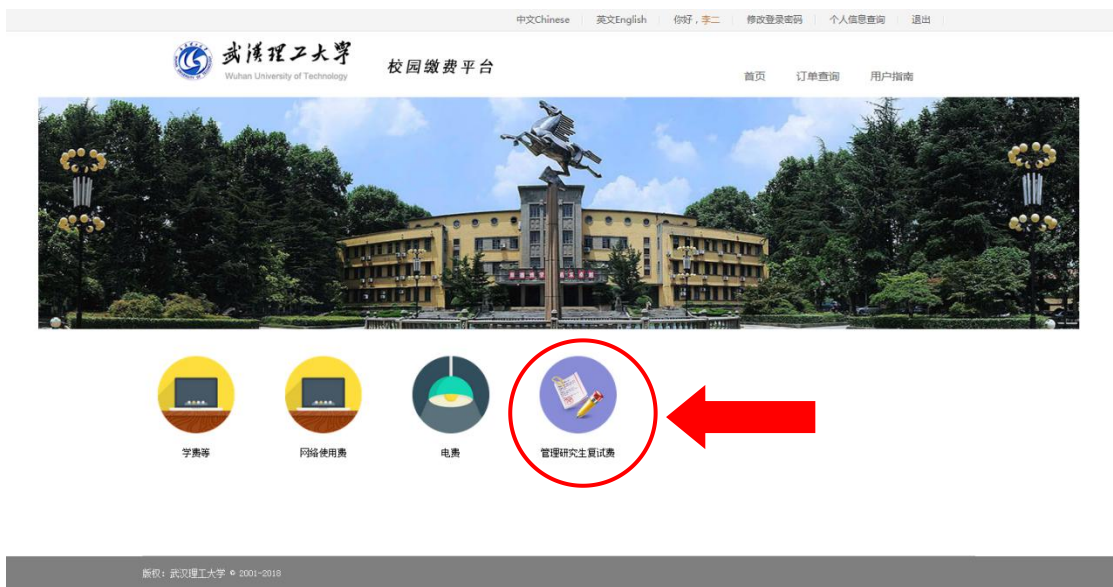 中文Chinese 英文English 你好，李二 修改登录密码 个人信息查询 退出
武漢理工大学
Wuhan University of Technology
校园缴费平台
首页 订单查询 用户指南
学费等 网络使用费 电费 管理研究生复试费
版权：武汉理工大学 © 2001-2018